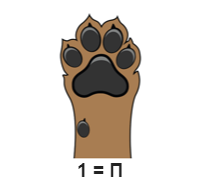 1 = П